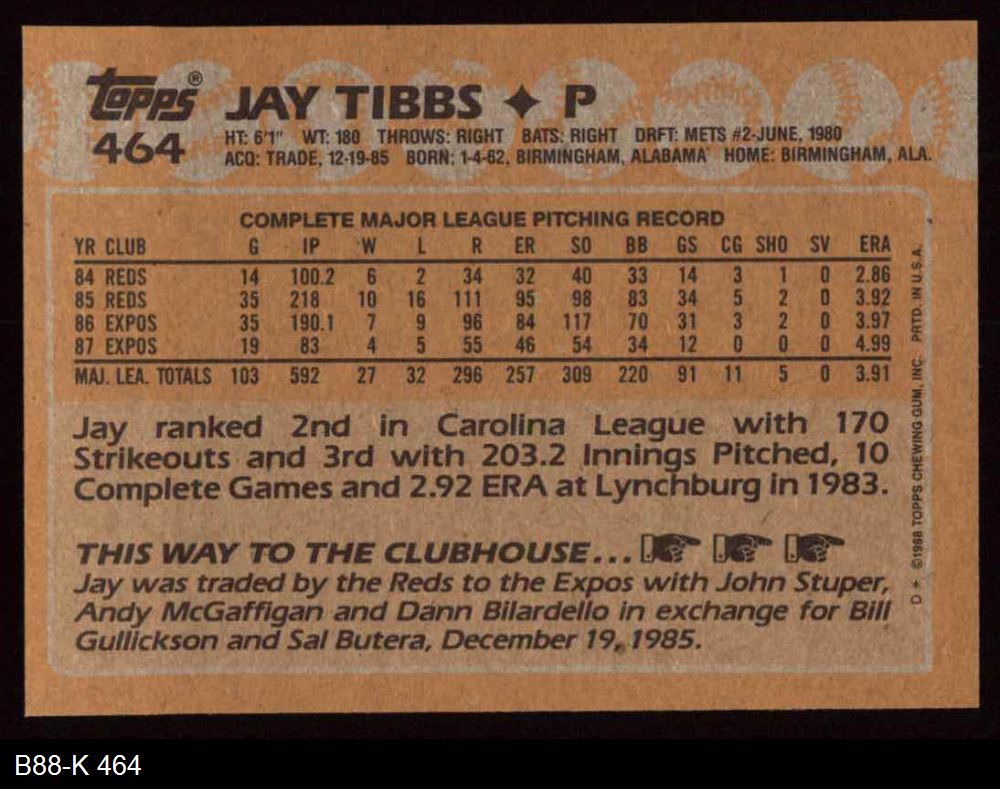 topps® JAY TIBBS ✦ P
464
HT: 6'1" WT: 180 THROWS: RIGHT BATS: RIGHT DRFT: METS #2-JUNE, 1980
ACQ: TRADE, 12-19-85 BORN: 1-4-62, BIRMINGHAM, ALABAMA HOME: BIRMINGHAM, ALA.
COMPLETE MAJOR LEAGUE PITCHING RECORD
YR CLUB G IP W L R ER SO BB GS CG SHO SV ERA
84 REDS 14 100.2 6 2 34 32 40 33 14 3 1 0 2.86
85 REDS 35 218 10 16 111 95 98 83 34 5 2 0 3.92
86 EXPOS 35 190.1 7 9 96 84 117 70 31 3 2 0 3.97
87 EXPOS 19 83 4 5 55 46 54 34 12 0 0 0 4.99
MAJ. LEA. TOTALS 103 592 27 32 296 257 309 220 91 11 5 0 3.91
Jay ranked 2nd in Carolina League with 170
Strikeouts and 3rd with 203.2 Innings Pitched, 10
Complete Games and 2.92 ERA at Lynchburg in 1983.
THIS WAY TO THE CLUBHOUSE...
Jay was traded by the Reds to the Expos with John Stuper,
Andy McGaffigan and Dann Bilardello in exchange for Bill
Gullickson and Sal Butera, December 19, 1985.
D * ©1988 TOPPS CHEWING GUM, INC. PRTD. IN U.S.A.
B88-K 464